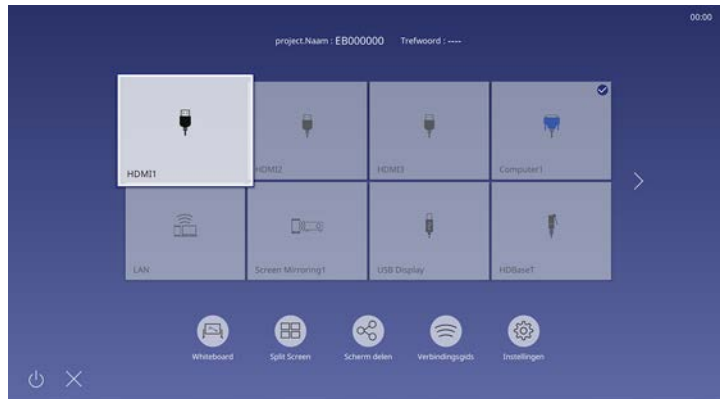 00:00
project.Naam : EB000000 Trefwoord : ----
HDMI1 HDMI2 HDMI3 Computer1
LAN Screen Mirroring1 USB Display HDBaseT
Whiteboard Split Screen Scherm delen Verbindingsgids Instellingen